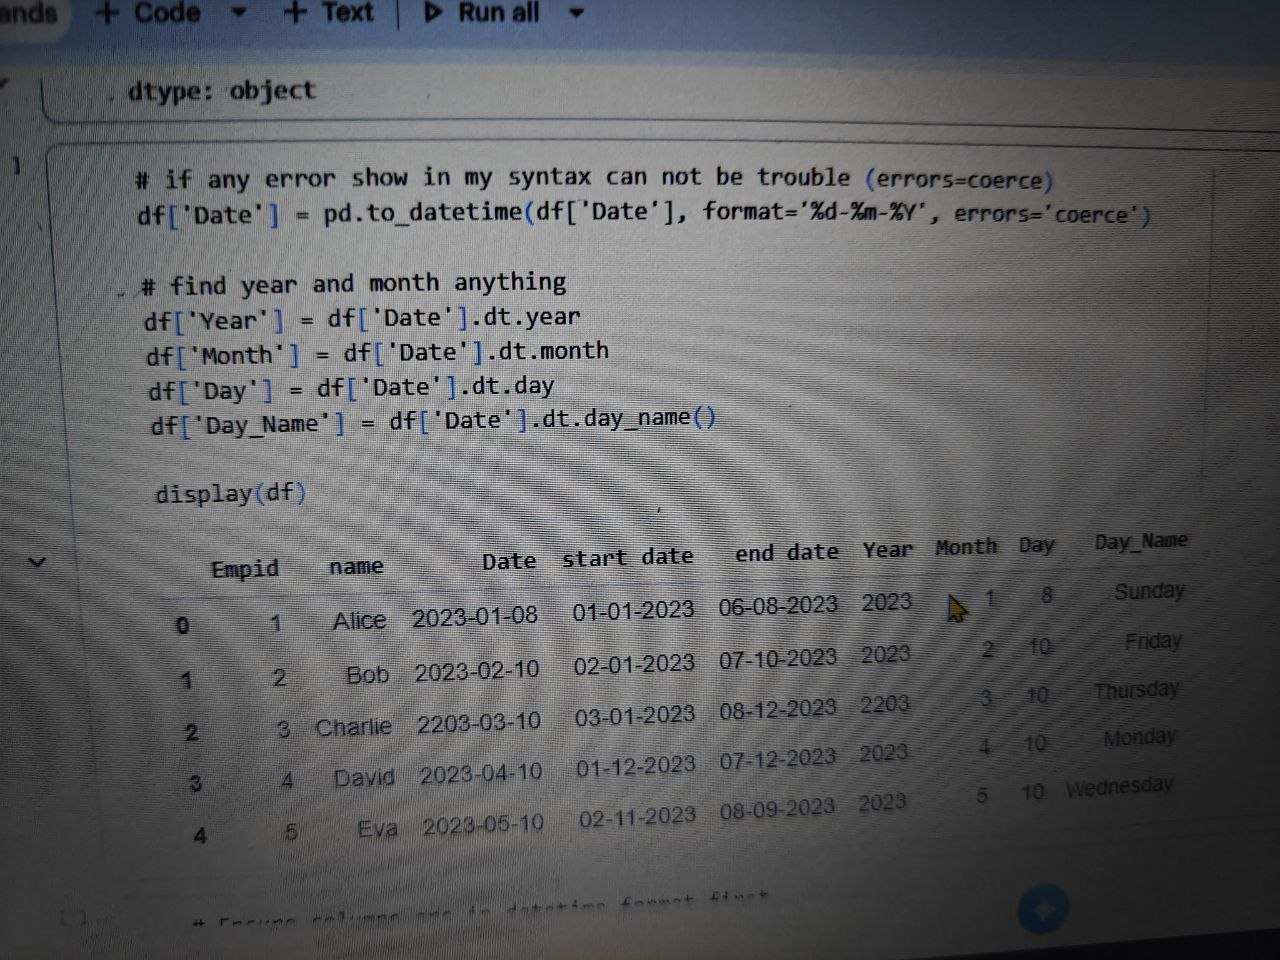 ands + Code + Text Run all
dtype: object
# if any error show in my syntax can not be trouble (errors=coerce)
df['Date'] = pd.to_datetime(df['Date'], format='%d-%m-%Y', errors='coerce')
# find year and month anything
df['Year'] = df['Date'].dt.year
df['Month'] = df['Date'].dt.month
df['Day'] = df['Date'].dt.day
df['Day_Name'] = df['Date'].dt.day_name()
display(df)
Empid name Date start date end date Year Month Day Day_Name
0 1 Alice 2023-01-08 01-01-2023 06-08-2023 2023 1 8 Sunday
1 2 Bob 2023-02-10 02-01-2023 07-10-2023 2023 2 10 Friday
2 3 Charlie 2203-03-10 03-01-2023 08-12-2023 2203 3 10 Thursday
3 4 David 2023-04-10 01-12-2023 07-12-2023 2023 4 10 Monday
4 5 Eva 2023-05-10 02-11-2023 08-09-2023 2023 5 10 Wednesday